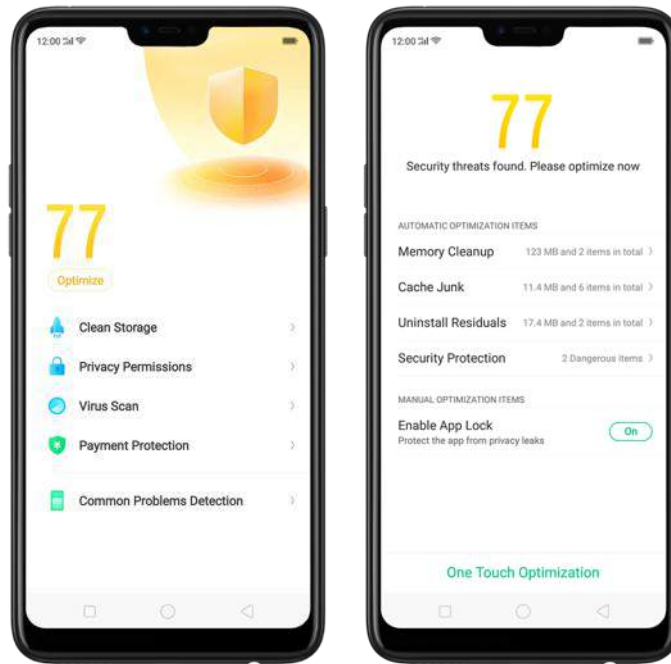 12:00
77
Optimize
Clean Storage
Privacy Permissions
Virus Scan
Payment Protection
Common Problems Detection
12:00
77
Security threats found. Please optimize now
AUTOMATIC OPTIMIZATION ITEMS
Memory Cleanup 123 MB and 2 items in total
Cache Junk 11.4 MB and 6 items in total
Uninstall Residuals 17.4 MB and 2 items in total
Security Protection 2 Dangerous items
MANUAL OPTIMIZATION ITEMS
Enable App Lock
Protect the app from privacy leaks
On
One Touch Optimization